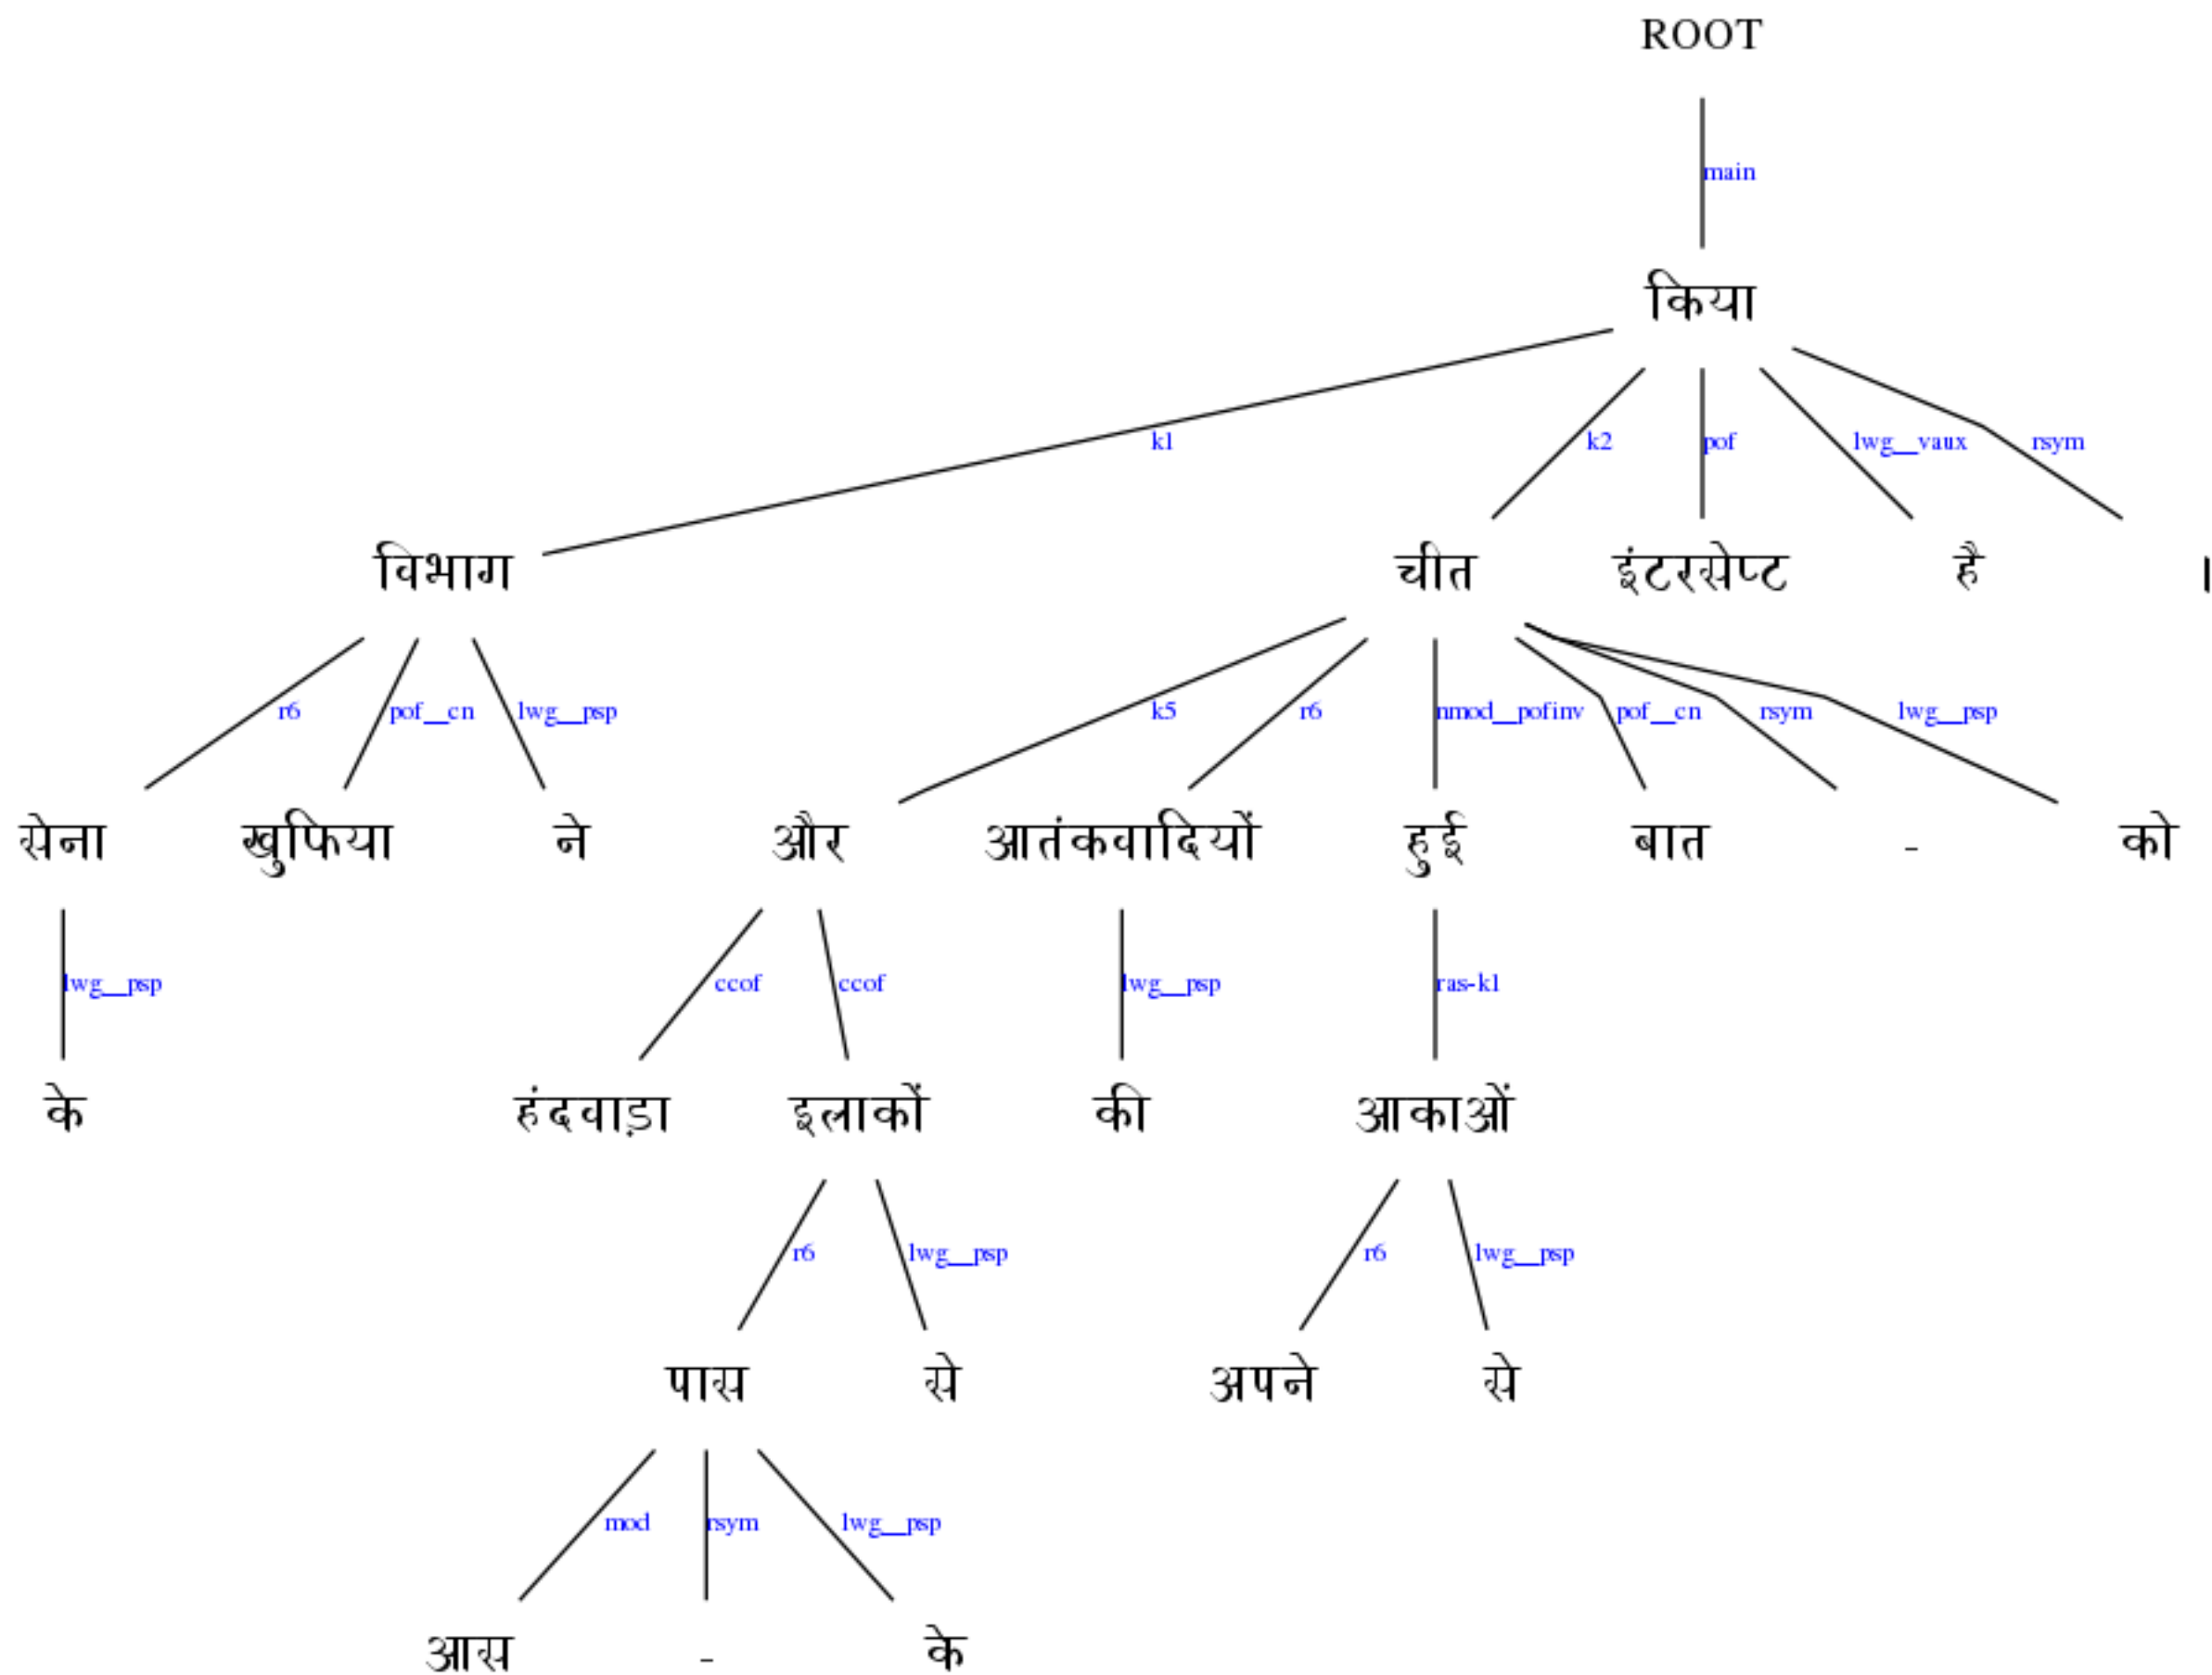 ROOT
main
किया
k1 k2 pof lwg__vaux rsym
विभाग चीत इंटरसेप्ट है ।
r6 pof__cn lwg__psp k5 r6 nmod__pofinv pof__cn rsym lwg__psp
सेना खुफिया ने और आतंकवादियों हुई बात - को
lwg__psp ccof ccof lwg__psp ras-k1
के हंदवाड़ा इलाकों की आकाओं
r6 lwg__psp r6 lwg__psp
पास से अपने से
mod rsym lwg__psp
आस - के